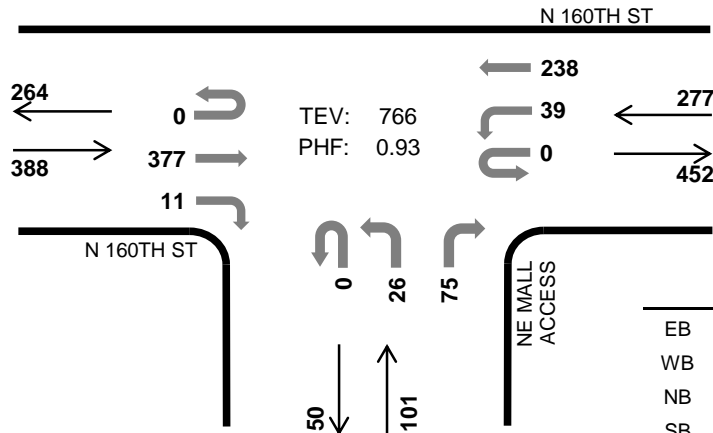 N 160TH ST
238
264
277
0
TEV: 766
39
PHF: 0.93
377
0
388
452
11
N 160TH ST
0
26
75
NE MALL
ACCESS
EB
WB
NB
SB
50
101